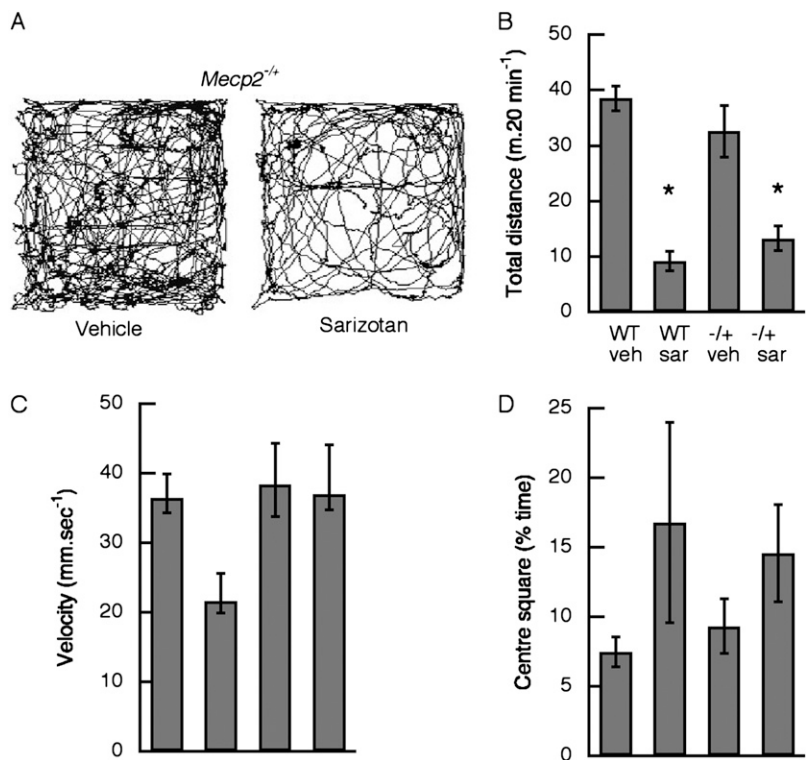 A
Mecp2-/+
Vehicle
Sarizotan
B
Total distance (m.20 min-1)
50
40
30
20
10
0
*
*
WT WT -/+ -/+
veh sar veh sar
C
Velocity (mm.sec-1)
50
40
30
20
10
0
D
Centre square (% time)
25
20
15
10
5
0